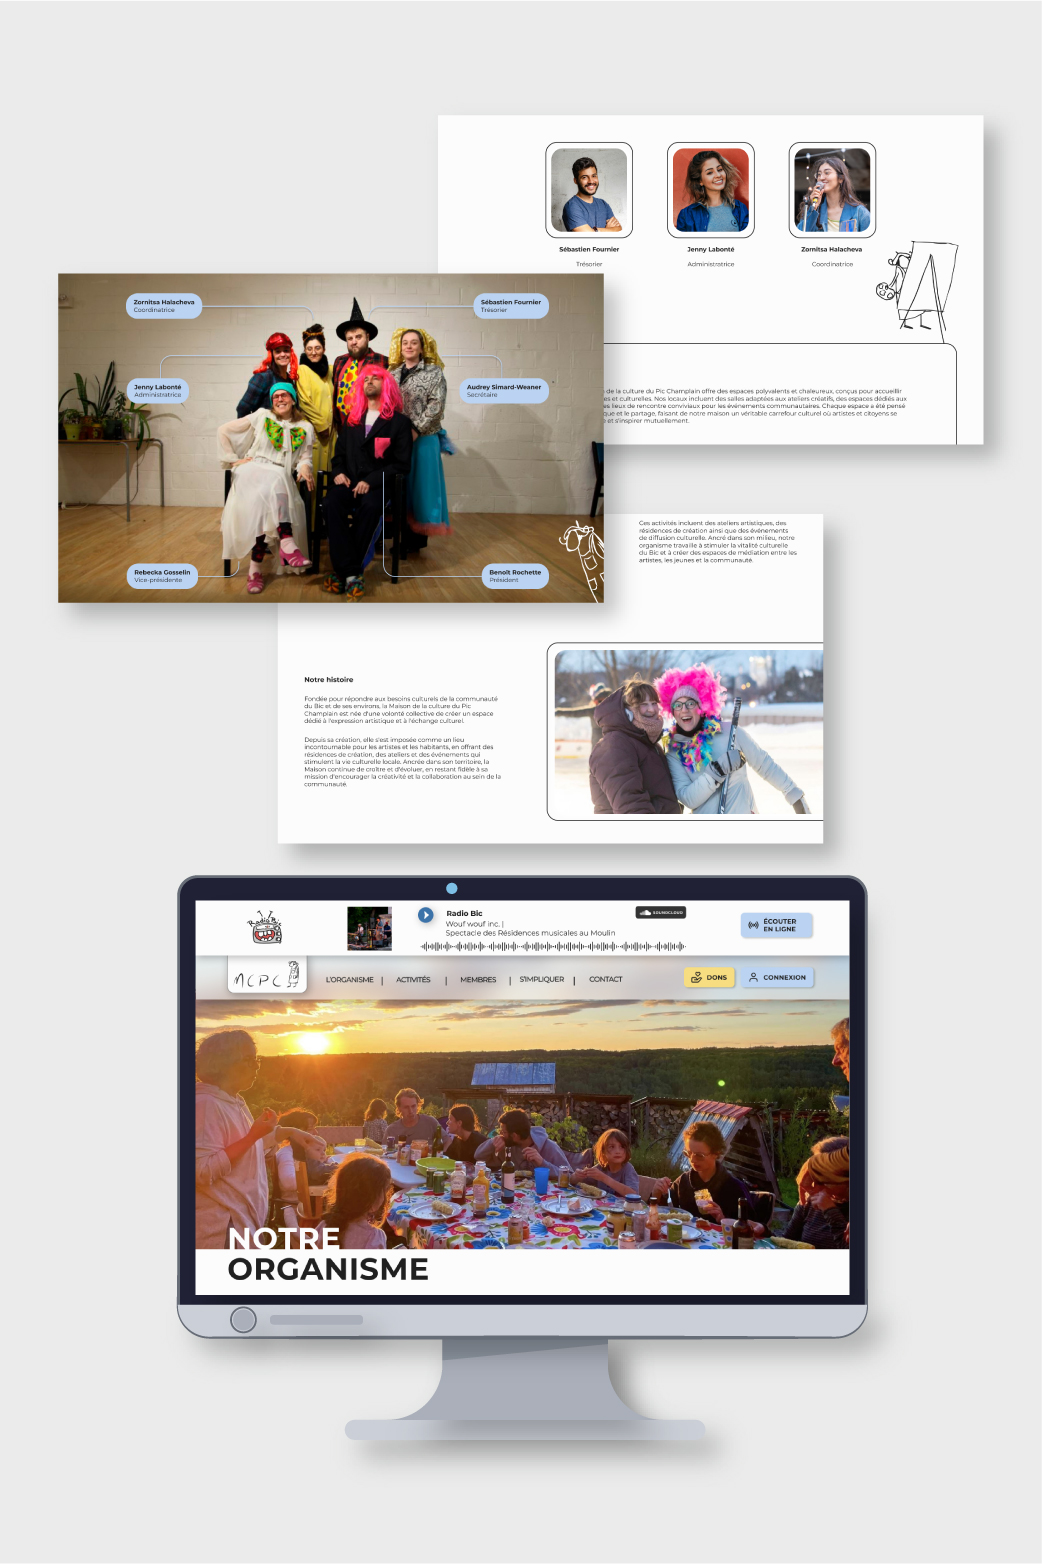 Sébastien Fournier
Trésorier
Jenny Labonté
Administratrice
Zornitsa Halacheva
Coordinatrice
de la culture du Pic Champlain offre des espaces polyvalents et chaleureux, conçus pour accueillir
es et culturelles. Nos locaux incluent des salles adaptées aux ateliers créatifs, des espaces dédiés aux
es lieux de rencontre conviviaux pour les événements communautaires. Chaque espace a été pensé
que et le partage, faisant de notre maison un véritable carrefour culturel où artistes et citoyens se
et s'inspirer mutuellement.
Zornitsa Halacheva
Coordinatrice
Sébastien Fournier
Trésorier
Jenny Labonté
Administratrice
Audrey Simard-Weaner
Secrétaire
Rebecka Gosselin
Vice-présidente
Benoît Rochette
Président
Ces activités incluent des ateliers artistiques, des
résidences de création ainsi que des événements
de diffusion culturelle. Ancré dans son milieu, notre
organisme travaille à stimuler la vitalité culturelle
du Bic et à créer des espaces de médiation entre les
artistes, les jeunes et la communauté.
Notre histoire
Fondée pour répondre aux besoins culturels de la communauté
du Bic et de ses environs, la Maison de la culture du Pic
Champlain est née d'une volonté collective de créer un espace
dédié à l'expression artistique et à l'échange culturel.
Depuis sa création, elle s'est imposée comme un lieu
incontournable pour les artistes et les habitants, en offrant des
résidences de création, des ateliers et des événements qui
stimulent la vie culturelle locale. Ancrée dans son territoire, la
Maison continue de croître et d'évoluer, en restant fidèle à sa
mission d'encourager la créativité et la collaboration au sein de la
communauté.
Radio Bic
Radio Bic
Wouf wouf inc. |
Spectacle des Résidences musicales au Moulin
SOUNDCLOUD
ÉCOUTER
EN LIGNE
MCPC
L'ORGANISME | ACTIVITÉS | MEMBRES | S'IMPLIQUER | CONTACT
DONS
CONNEXION
NOTRE
ORGANISME